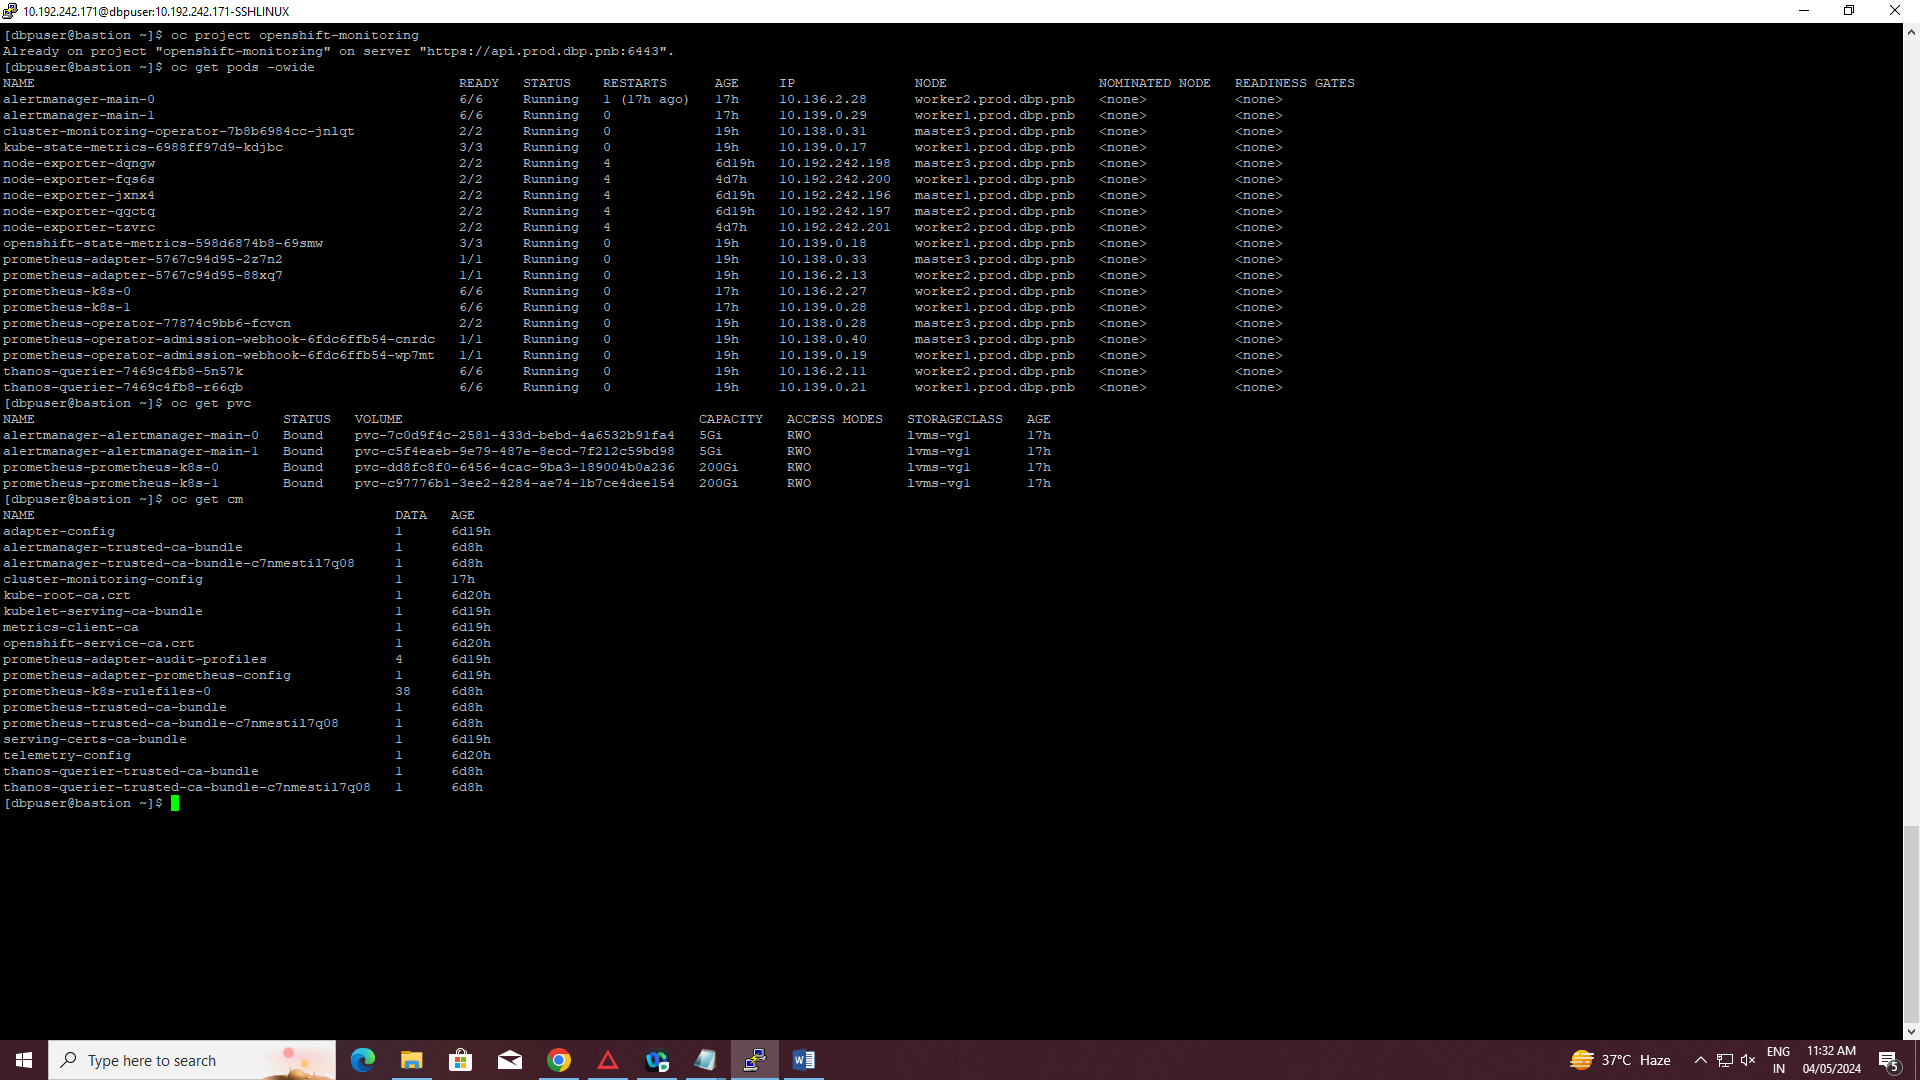 10.192.242.171@dbpuser:10.192.242.171-SSHLINUX
[dbpuser@bastion ~]$ oc project openshift-monitoring
Already on project "openshift-monitoring" on server "https://api.prod.dbp.pnb:6443".
[dbpuser@bastion ~]$ oc get pods -owide
NAME READY STATUS RESTARTS AGE IP NODE NOMINATED NODE READINESS GATES
alertmanager-main-0 6/6 Running 1 (17h ago) 17h 10.136.2.28 worker2.prod.dbp.pnb <none> <none>
alertmanager-main-1 6/6 Running 0 17h 10.139.0.29 worker1.prod.dbp.pnb <none> <none>
cluster-monitoring-operator-7b8b6984cc-jnlqt 2/2 Running 0 19h 10.138.0.31 master3.prod.dbp.pnb <none> <none>
kube-state-metrics-6988ff97d9-kdjbc 3/3 Running 0 19h 10.139.0.17 worker1.prod.dbp.pnb <none> <none>
node-exporter-dqngw 2/2 Running 4 6d19h 10.192.242.198 master3.prod.dbp.pnb <none> <none>
node-exporter-fqs6s 2/2 Running 4 4d7h 10.192.242.200 worker1.prod.dbp.pnb <none> <none>
node-exporter-jxnx4 2/2 Running 4 6d19h 10.192.242.196 master1.prod.dbp.pnb <none> <none>
node-exporter-qqctq 2/2 Running 4 6d19h 10.192.242.197 master2.prod.dbp.pnb <none> <none>
node-exporter-tzvrc 2/2 Running 4 4d7h 10.192.242.201 worker2.prod.dbp.pnb <none> <none>
openshift-state-metrics-598d6874b8-69smw 3/3 Running 0 19h 10.139.0.18 worker1.prod.dbp.pnb <none> <none>
prometheus-adapter-5767c94d95-2z7n2 1/1 Running 0 19h 10.138.0.33 master3.prod.dbp.pnb <none> <none>
prometheus-adapter-5767c94d95-88xq7 1/1 Running 0 19h 10.136.2.13 worker2.prod.dbp.pnb <none> <none>
prometheus-k8s-0 6/6 Running 0 17h 10.136.2.27 worker2.prod.dbp.pnb <none> <none>
prometheus-k8s-1 6/6 Running 0 17h 10.139.0.28 worker1.prod.dbp.pnb <none> <none>
prometheus-operator-77874c9bb6-fcvcn 2/2 Running 0 19h 10.138.0.28 master3.prod.dbp.pnb <none> <none>
prometheus-operator-admission-webhook-6fdc6ffb54-cnrdc 1/1 Running 0 19h 10.138.0.40 master3.prod.dbp.pnb <none> <none>
prometheus-operator-admission-webhook-6fdc6ffb54-wp7mt 1/1 Running 0 19h 10.139.0.19 worker1.prod.dbp.pnb <none> <none>
thanos-querier-7469c4fb8-5n57k 6/6 Running 0 19h 10.136.2.11 worker2.prod.dbp.pnb <none> <none>
thanos-querier-7469c4fb8-r66qb 6/6 Running 0 19h 10.139.0.21 worker1.prod.dbp.pnb <none> <none>
[dbpuser@bastion ~]$ oc get pvc
NAME STATUS VOLUME CAPACITY ACCESS MODES STORAGECLASS AGE
alertmanager-alertmanager-main-0 Bound pvc-7c0d9f4c-2581-433d-bebd-4a6532b91fa4 5Gi RWO lvms-vg1 17h
alertmanager-alertmanager-main-1 Bound pvc-c5f4eaeb-9e79-487e-8ecd-7f212c59bd98 5Gi RWO lvms-vg1 17h
prometheus-prometheus-k8s-0 Bound pvc-dd8fc8f0-6456-4cac-9ba3-189004b0a236 200Gi RWO lvms-vg1 17h
prometheus-prometheus-k8s-1 Bound pvc-c97776b1-3ee2-4284-ae74-1b7ce4dee154 200Gi RWO lvms-vg1 17h
[dbpuser@bastion ~]$ oc get cm
NAME DATA AGE
adapter-config 1 6d19h
alertmanager-trusted-ca-bundle 1 6d8h
alertmanager-trusted-ca-bundle-c7nmestil7q08 1 6d8h
cluster-monitoring-config 1 17h
kube-root-ca.crt 1 6d20h
kubelet-serving-ca-bundle 1 6d19h
metrics-client-ca 1 6d19h
openshift-service-ca.crt 1 6d20h
prometheus-adapter-audit-profiles 4 6d19h
prometheus-adapter-prometheus-config 1 6d19h
prometheus-k8s-rulefiles-0 38 6d8h
prometheus-trusted-ca-bundle 1 6d8h
prometheus-trusted-ca-bundle-c7nmestil7q08 1 6d8h
serving-certs-ca-bundle 1 6d19h
telemetry-config 1 6d20h
thanos-querier-trusted-ca-bundle 1 6d8h
thanos-querier-trusted-ca-bundle-c7nmestil7q08 1 6d8h
[dbpuser@bastion ~]$
Type here to search
37°C Haze
ENG
IN
11:32 AM
04/05/2024
5